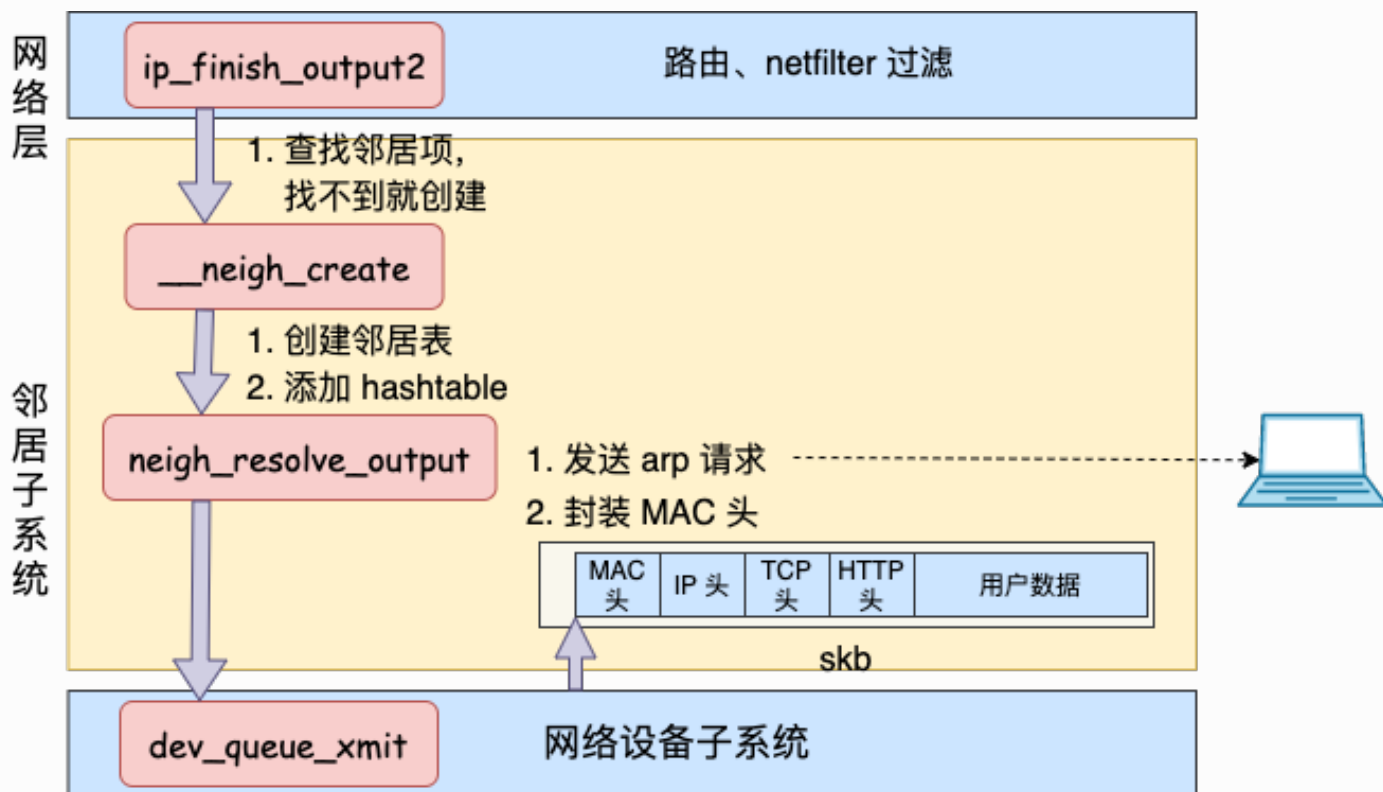 网络层
ip_finish_output2
路由、netfilter 过滤
1. 查找邻居项，
找不到就创建
__neigh_create
1. 创建邻居表
2. 添加 hashtable
邻居子系统
neigh_resolve_output
1. 发送 arp 请求
2. 封装 MAC 头
MAC
头
IP 头
TCP
头
HTTP
头
用户数据
skb
dev_queue_xmit
网络设备子系统